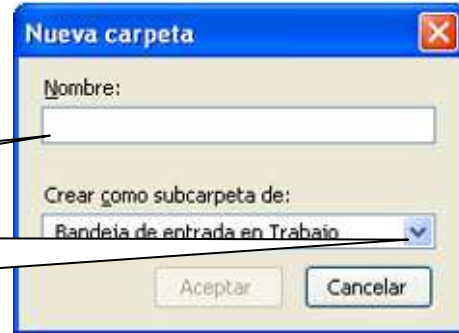 Nueva carpeta
Nombre:
Crear como subcarpeta de:
Bandeja de entrada en Trabajo
Aceptar
Cancelar